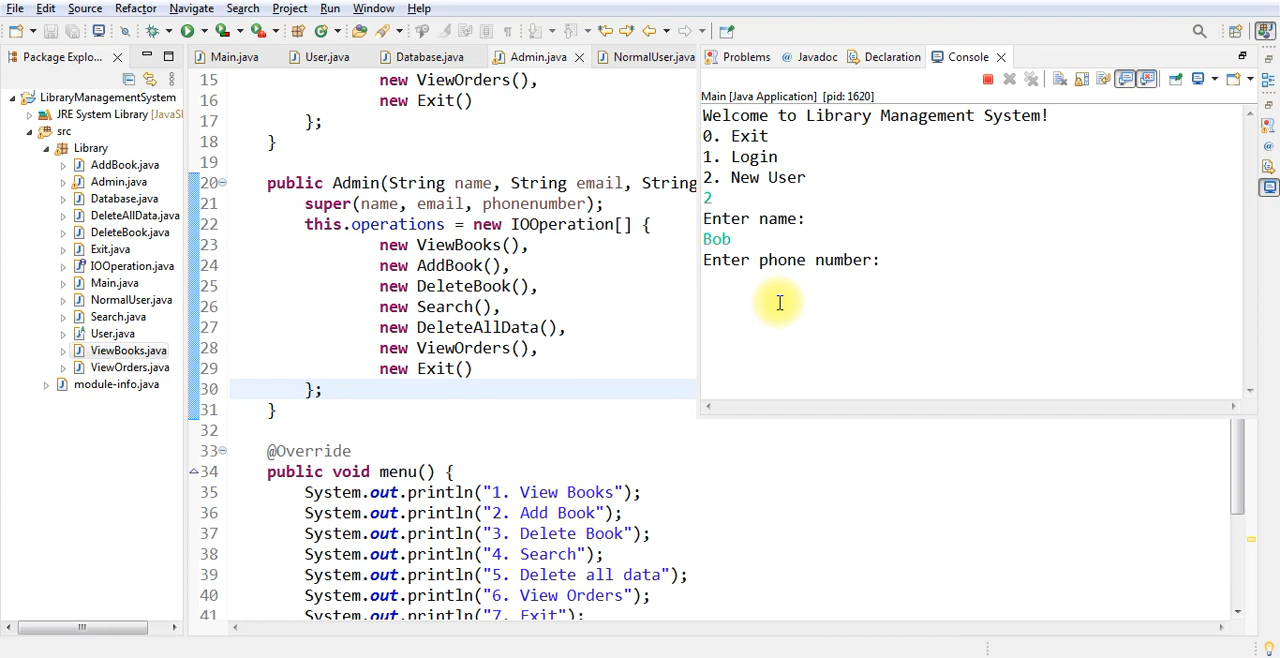 File Edit Source Refactor Navigate Search Project Run Window Help
Package Explo...
LibraryManagementSystem
JRE System Library [JavaS
src
Library
AddBook.java
Admin.java
Database.java
DeleteAllData.java
DeleteBook.java
Exit.java
IOOperation.java
Main.java
NormalUser.java
Search.java
User.java
ViewBooks.java
ViewOrders.java
module-info.java
Main.java User.java Database.java Admin.java NormalUser.java
15 new ViewOrders(),
16 new Exit()
17 };
18 }
19
20 public Admin(String name, String email, String
21 super(name, email, phonenumber);
22 this.operations = new IOOperation[] {
23 new ViewBooks(),
24 new AddBook(),
25 new DeleteBook(),
26 new Search(),
27 new DeleteAllData(),
28 new ViewOrders(),
29 new Exit()
30 };
31 }
32
33 @Override
34 public void menu() {
35 System.out.println("1. View Books");
36 System.out.println("2. Add Book");
37 System.out.println("3. Delete Book");
38 System.out.println("4. Search");
39 System.out.println("5. Delete all data");
40 System.out.println("6. View Orders");
41 System.out.println("7. Exit");
Problems Javadoc Declaration Console
Main [Java Application] [pid: 1620]
Welcome to Library Management System!
0. Exit
1. Login
2. New User
2
Enter name:
Bob
Enter phone number: